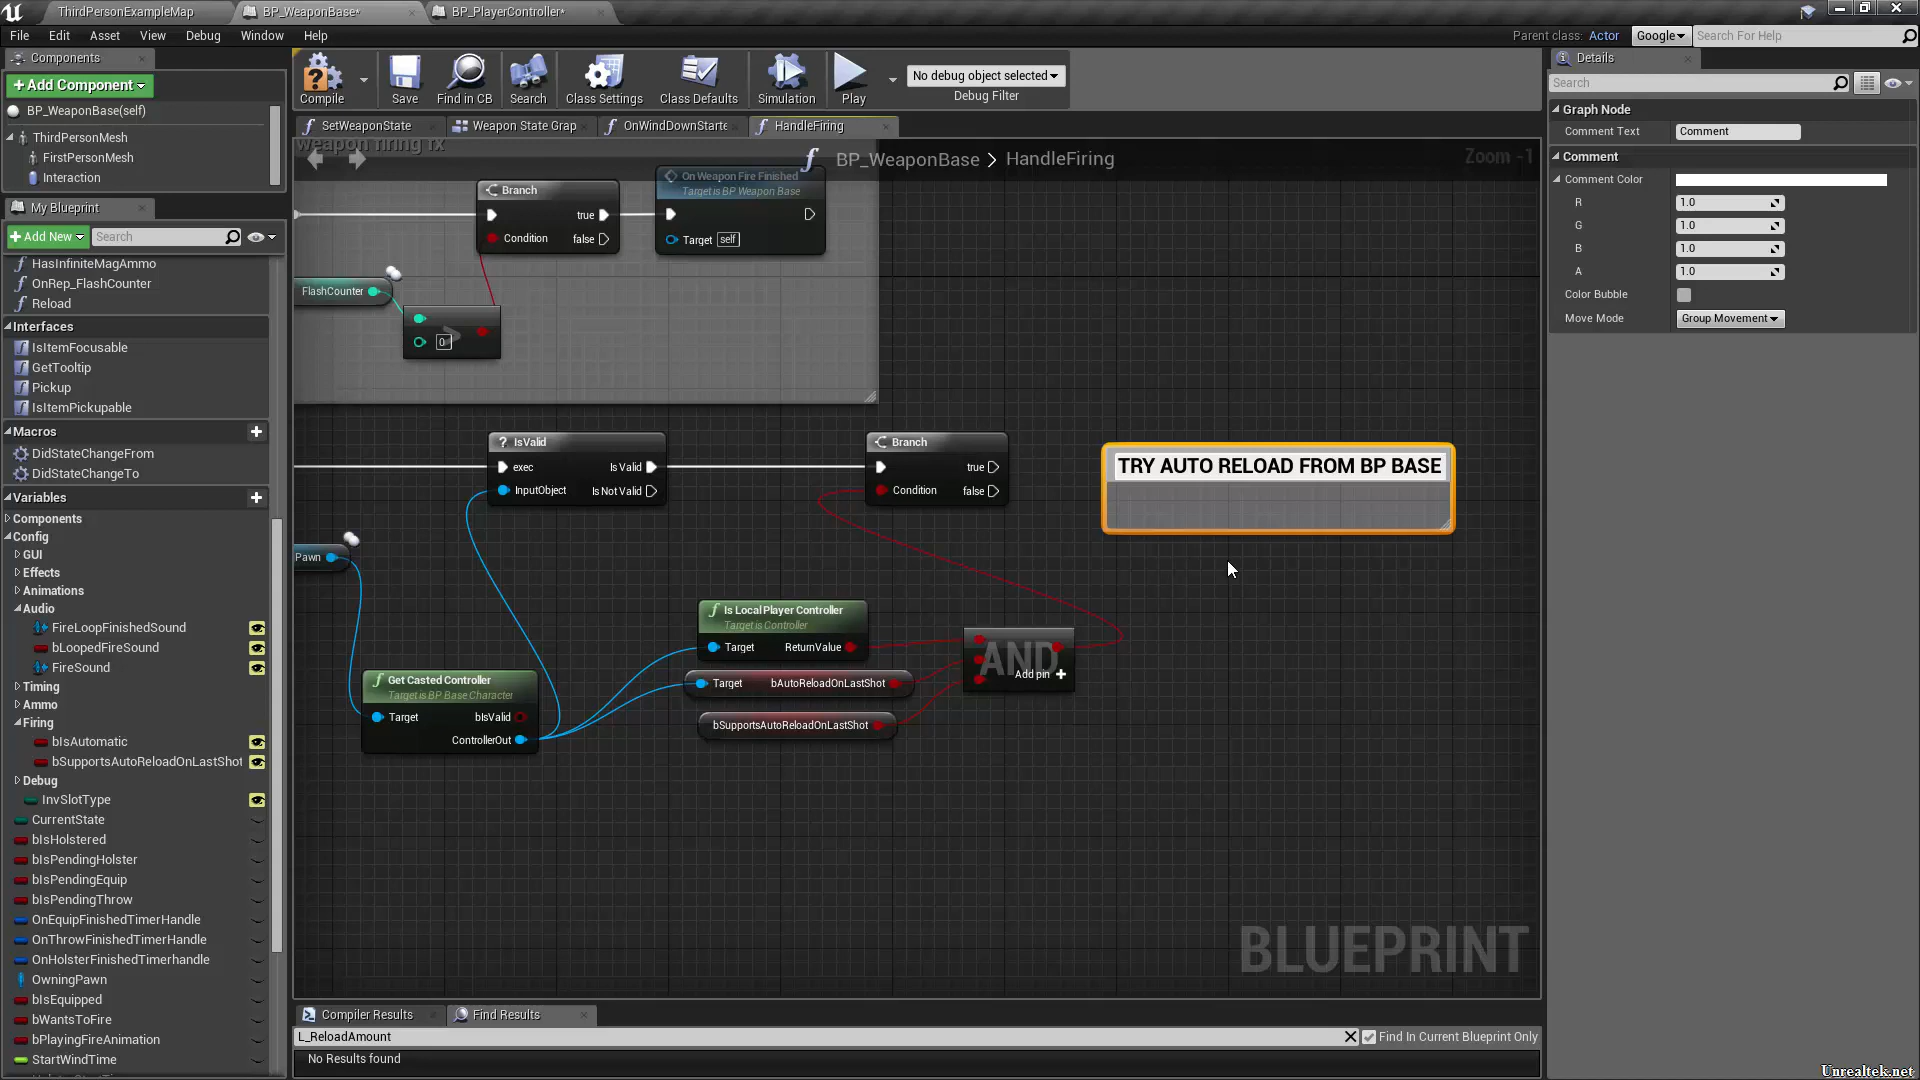 ThirdPersonExampleMap
BP_WeaponBase*
BP_PlayerController*
File Edit Asset View Debug Window Help
Parent class: Actor
Google
Search For Help
Components
+Add Component
BP_WeaponBase(self)
ThirdPersonMesh
FirstPersonMesh
Interaction
My Blueprint
+Add New
Search
HasInfiniteMagAmmo
OnRep_FlashCounter
Reload
Interfaces
IsItemFocusable
GetTooltip
Pickup
IsItemPickupable
Macros
DidStateChangeFrom
DidStateChangeTo
Variables
Components
Config
GUI
Effects
Animations
Audio
FireLoopFinishedSound
bLoopedFireSound
FireSound
Timing
Ammo
Firing
bIsAutomatic
bSupportsAutoReloadOnLastShot
Debug
InvSlotType
CurrentState
bIsHolstered
bIsPendingHolster
bIsPendingEquip
bIsPendingThrow
OnEquipFinishedTimerHandle
OnThrowFinishedTimerHandle
OnHolsterFinishedTimerhandle
OwningPawn
bIsEquipped
bWantsToFire
bPlayingFireAnimation
StartWindTime
Compile
Save
Find in CB
Search
Class Settings
Class Defaults
Simulation
Play
No debug object selected
Debug Filter
SetWeaponState
Weapon State Grap
OnWindDownStarte
HandleFiring
weapon firing fx
BP_WeaponBase > HandleFiring
Zoom -1
Branch
true
Condition
false
On Weapon Fire Finished
Target is BP Weapon Base
Target self
FlashCounter
>
0
IsValid
exec
Is Valid
InputObject
Is Not Valid
Branch
true
Condition
false
TRY AUTO RELOAD FROM BP BASE
Pawn
Is Local Player Controller
Target is Controller
Target
ReturnValue
AND
Add pin +
Get Casted Controller
Target is BP Base Character
Target
bIsValid
ControllerOut
Target
bAutoReloadOnLastShot
bSupportsAutoReloadOnLastShot
BLUEPRINT
Compiler Results
Find Results
L_ReloadAmount
Find In Current Blueprint Only
No Results found
Details
Search
Graph Node
Comment Text
Comment
Comment
Comment Color
R 1.0
G 1.0
B 1.0
A 1.0
Color Bubble
Move Mode
Group Movement
Unrealtek.net